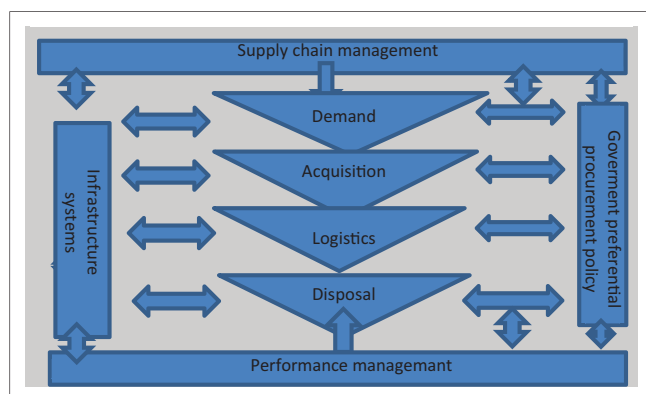 Supply chain management
Demand
Acquisition
Logistics
Disposal
Infrastructure
systems
Goverment preferential
procurement policy
Performance managemant